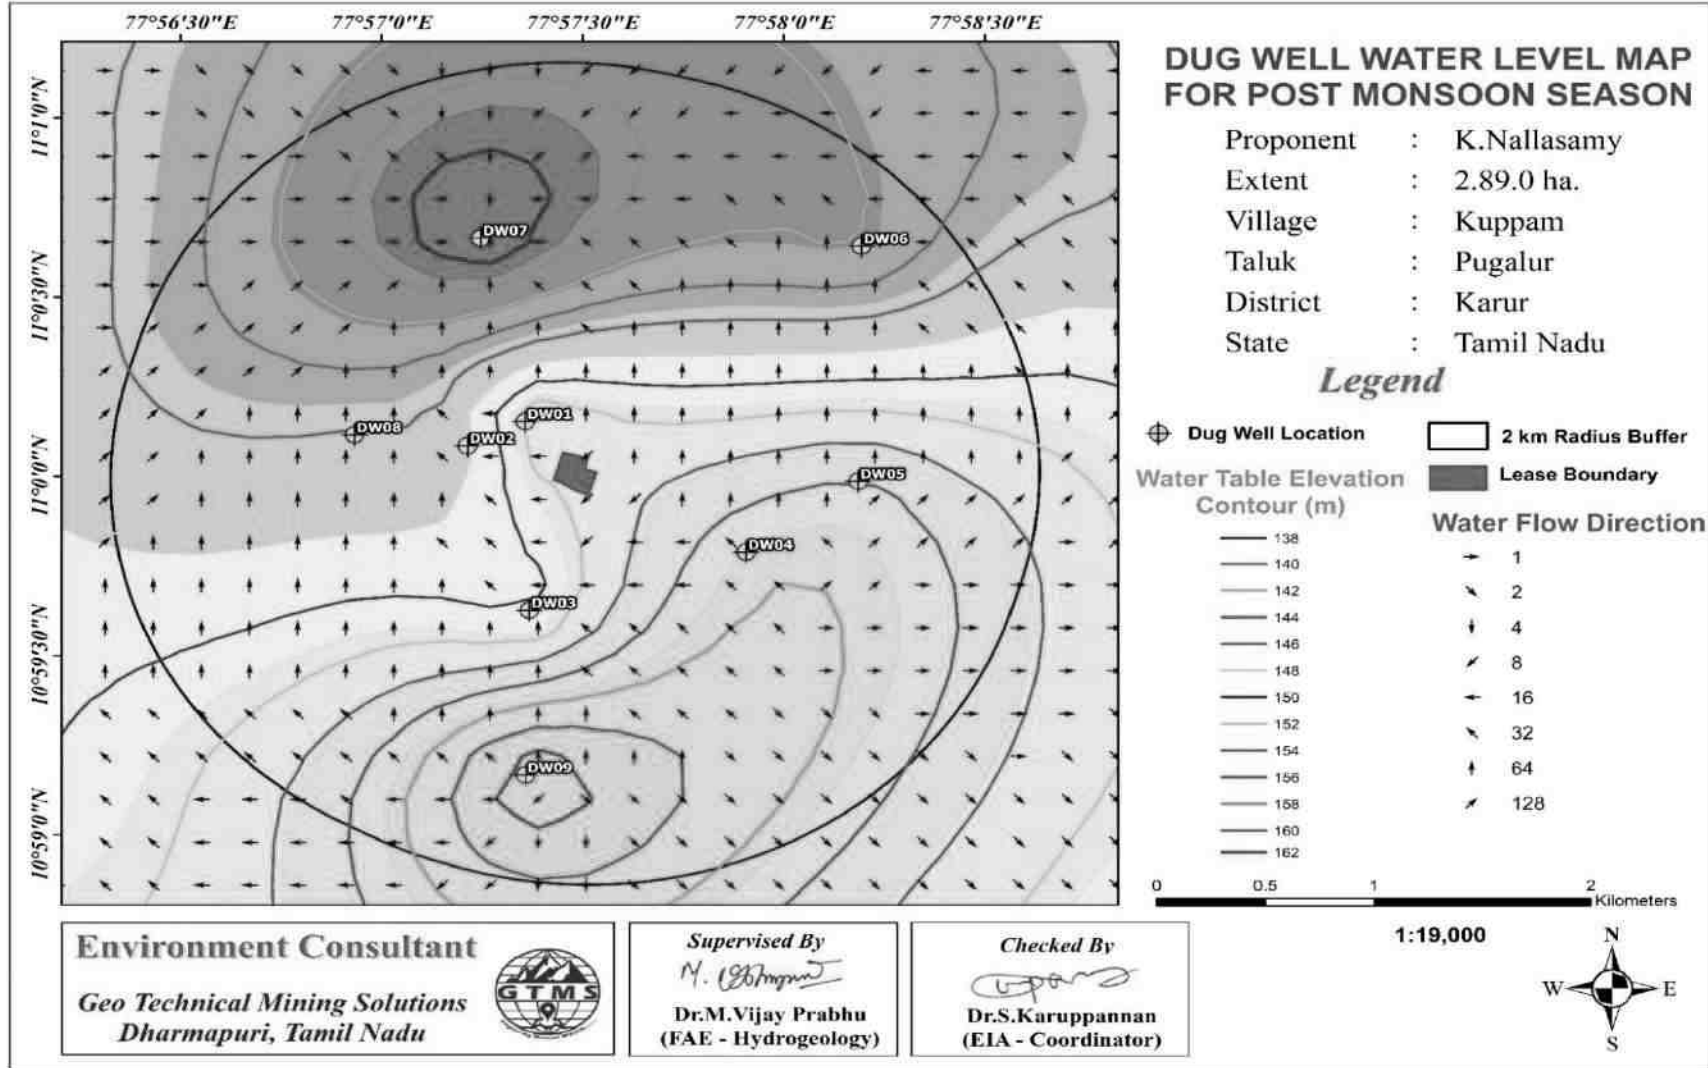 77°56'30"E
77°57'0"E
77°57'30"E
77°58'0"E
77°58'30"E
11°1'0"N
11°0'30"N
11°0'0"N
10°59'30"N
10°59'0"N
DW07
DW06
DW01
DW08
DW02
DW05
DW04
DW03
DW09
DUG WELL WATER LEVEL MAP
FOR POST MONSOON SEASON
Proponent : K.Nallasamy
Extent : 2.89.0 ha.
Village : Kuppam
Taluk : Pugalur
District : Karur
State : Tamil Nadu
Legend
Dug Well Location
2 km Radius Buffer
Lease Boundary
Water Table Elevation
Contour (m)
138
140
142
144
146
148
150
152
154
156
158
160
162
Water Flow Direction
1
2
4
8
16
32
64
128
0 0.5 1 2
Kilometers
1:19,000
N
W E
S
Environment Consultant
Geo Technical Mining Solutions
Dharmapuri, Tamil Nadu
GTMS
Supervised By
Dr.M.Vijay Prabhu
(FAE - Hydrogeology)
Checked By
Dr.S.Karuppannan
(EIA - Coordinator)